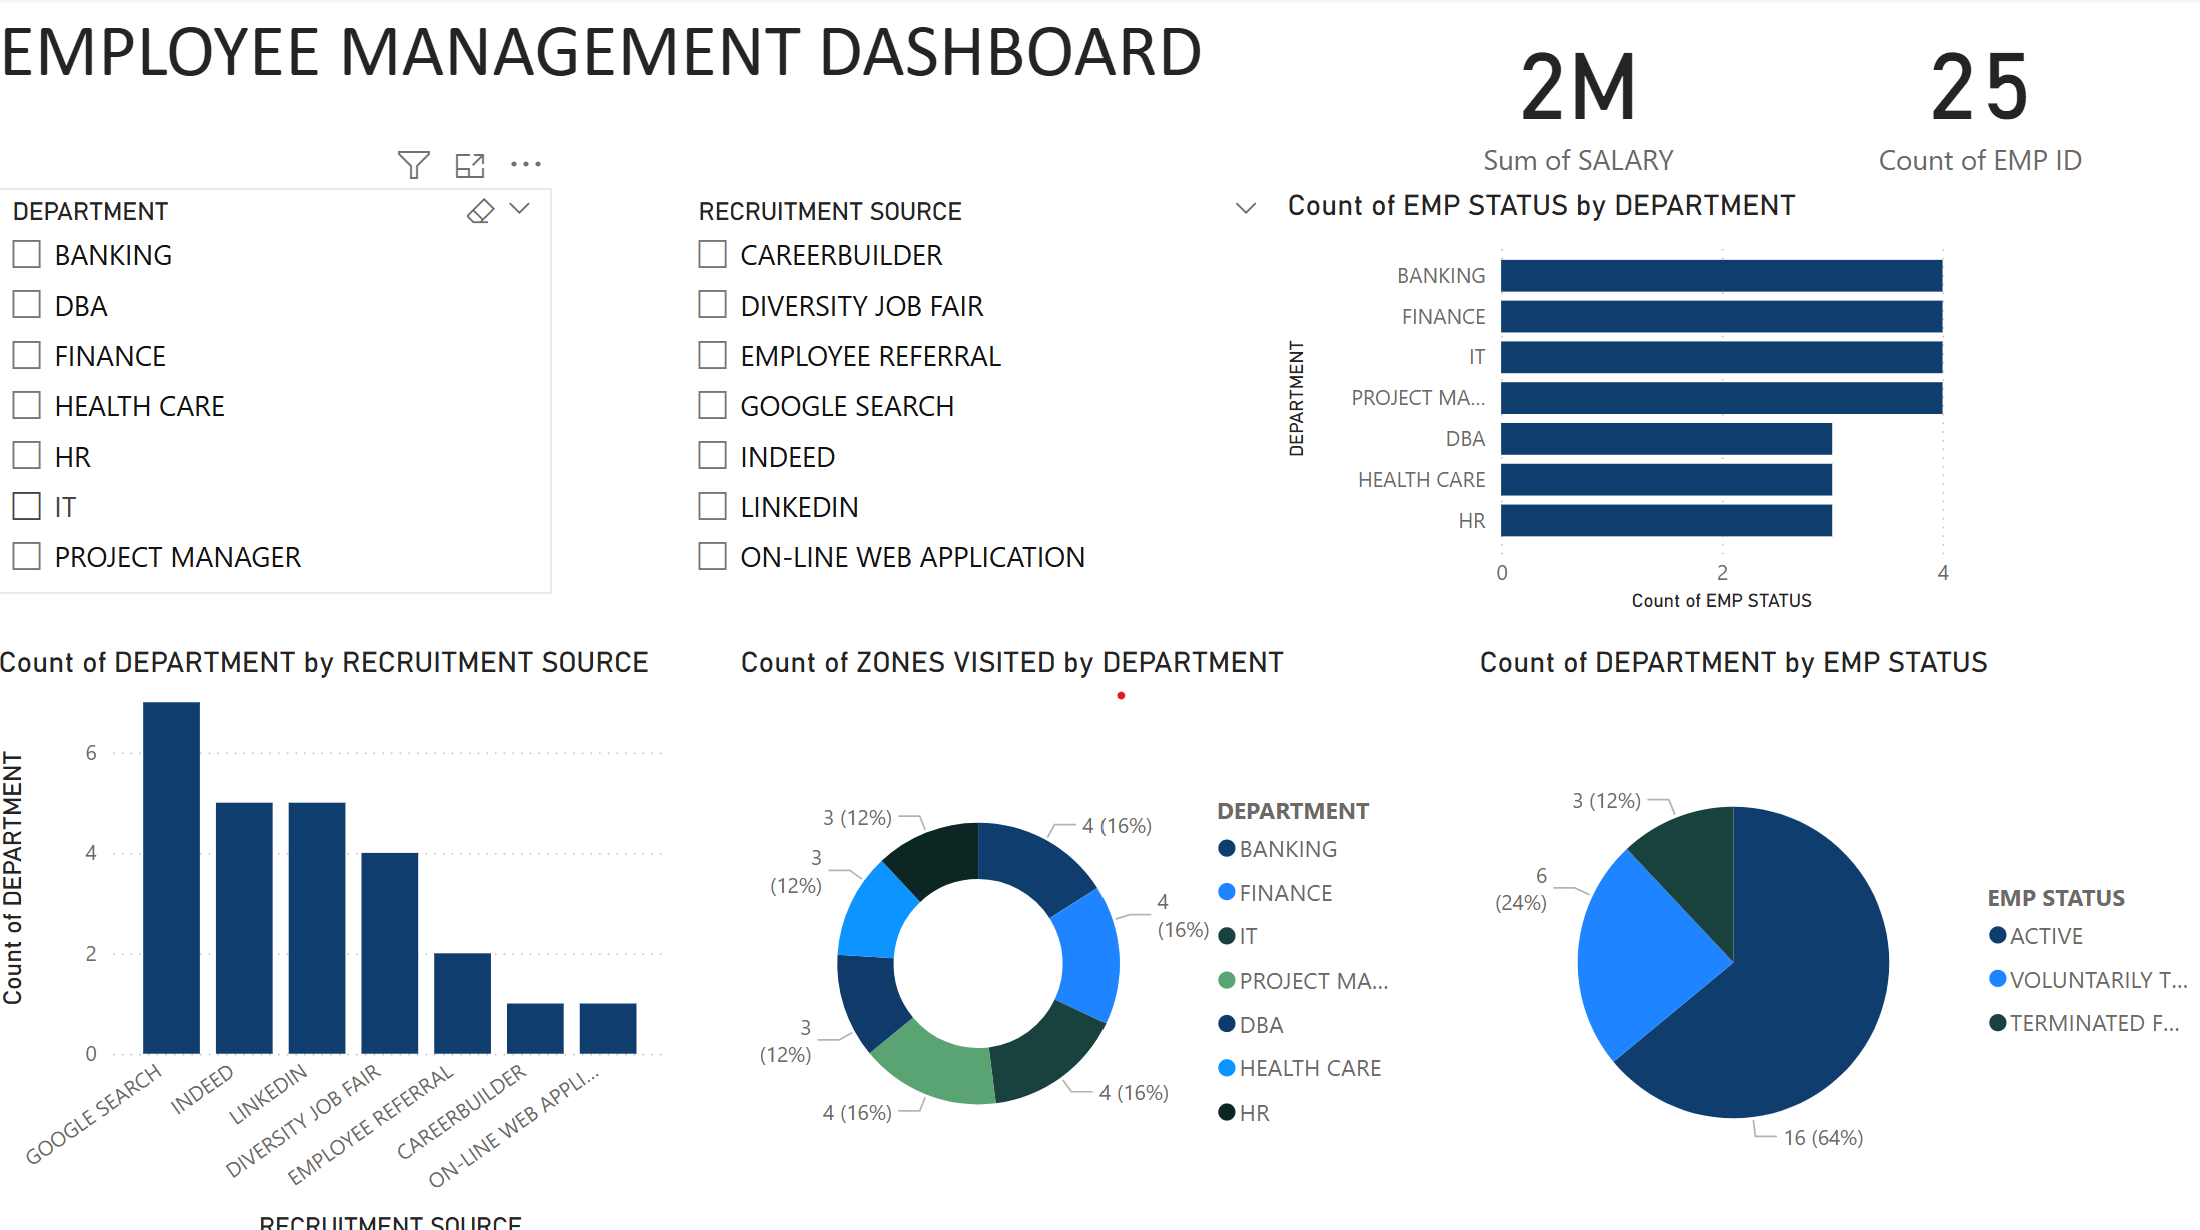 EMPLOYEE MANAGEMENT DASHBOARD
2M
Sum of SALARY
25
Count of EMP ID
DEPARTMENT
BANKING
DBA
FINANCE
HEALTH CARE
HR
IT
PROJECT MANAGER
RECRUITMENT SOURCE
CAREERBUILDER
DIVERSITY JOB FAIR
EMPLOYEE REFERRAL
GOOGLE SEARCH
INDEED
LINKEDIN
ON-LINE WEB APPLICATION
Count of EMP STATUS by DEPARTMENT
DEPARTMENT
BANKING
FINANCE
IT
PROJECT MA...
DBA
HEALTH CARE
HR
0 2 4
Count of EMP STATUS
Count of DEPARTMENT by RECRUITMENT SOURCE
Count of DEPARTMENT
6
4
2
0
GOOGLE SEARCH
INDEED
LINKEDIN
DIVERSITY JOB FAIR
EMPLOYEE REFERRAL
CAREERBUILDER
ON-LINE WEB APPLI...
RECRUITMENT SOURCE
Count of ZONES VISITED by DEPARTMENT
3 (12%)
4 (16%)
3
(12%)
4
(16%)
3
(12%)
4 (16%)
4 (16%)
DEPARTMENT
BANKING
FINANCE
IT
PROJECT MA...
DBA
HEALTH CARE
HR
Count of DEPARTMENT by EMP STATUS
3 (12%)
6
(24%)
16 (64%)
EMP STATUS
ACTIVE
VOLUNTARILY T...
TERMINATED F...